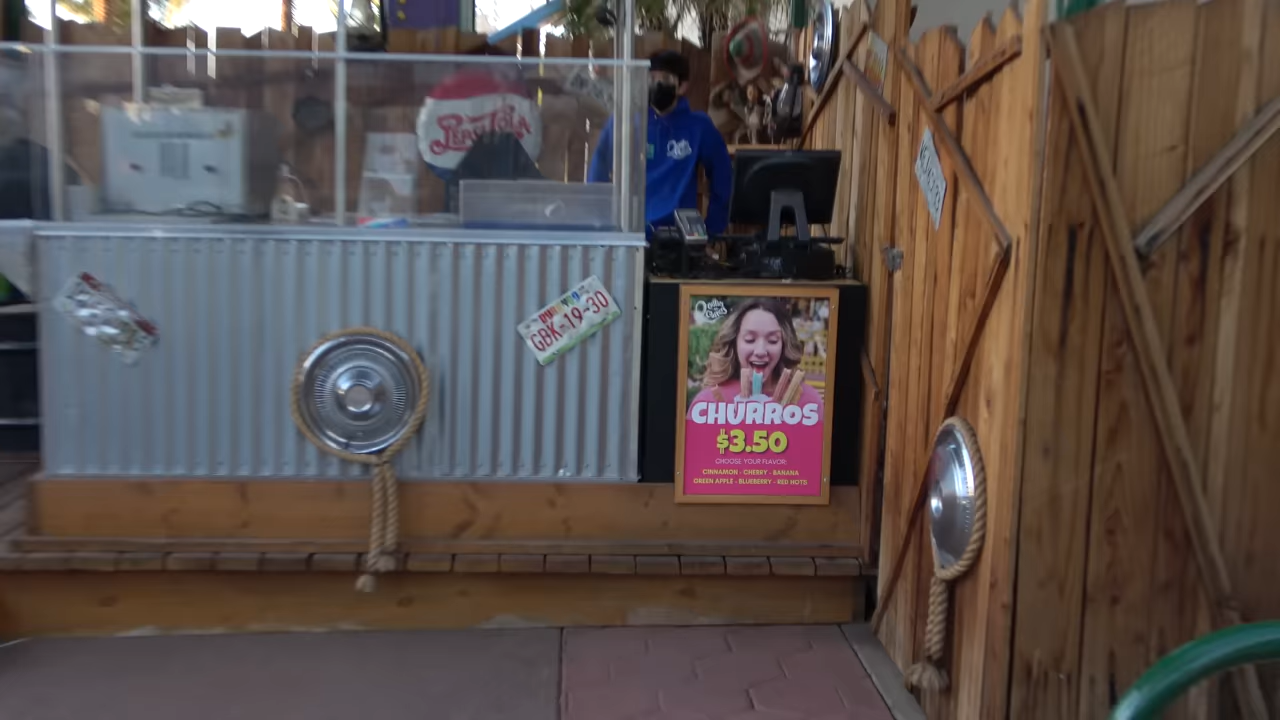 PEPSI COLA
GBK-19-30
CHURROS
$3.50
CHOOSE YOUR FLAVOR:
CINNAMON - CHERRY - BANANA
GREEN APPLE - BLUEBERRY - RED HOTS